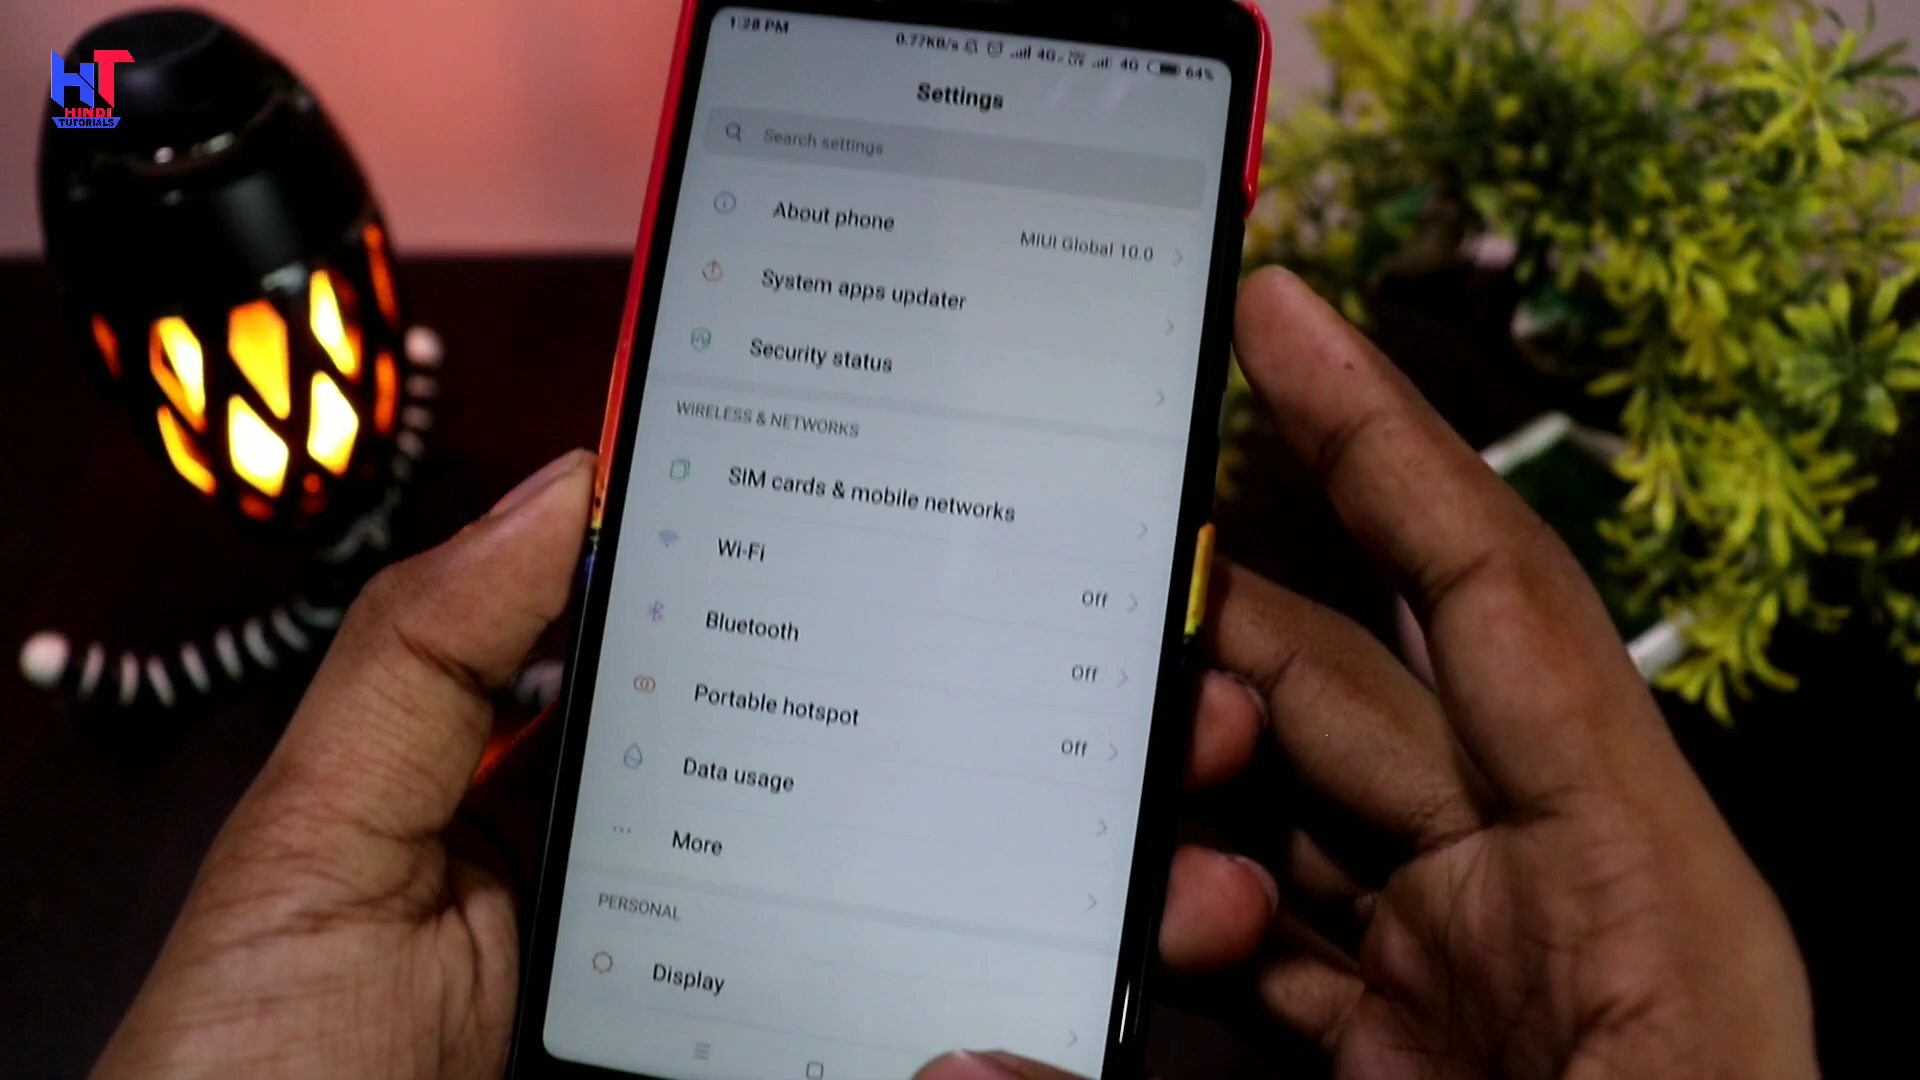 HT
HINDI
TUTORIALS
1:28 PM
0.77KB/s 4G 4G 64%
Settings
Search settings
About phone MIUI Global 10.0
System apps updater
Security status
WIRELESS & NETWORKS
SIM cards & mobile networks
Wi-Fi Off
Bluetooth Off
Portable hotspot Off
Data usage
More
PERSONAL
Display